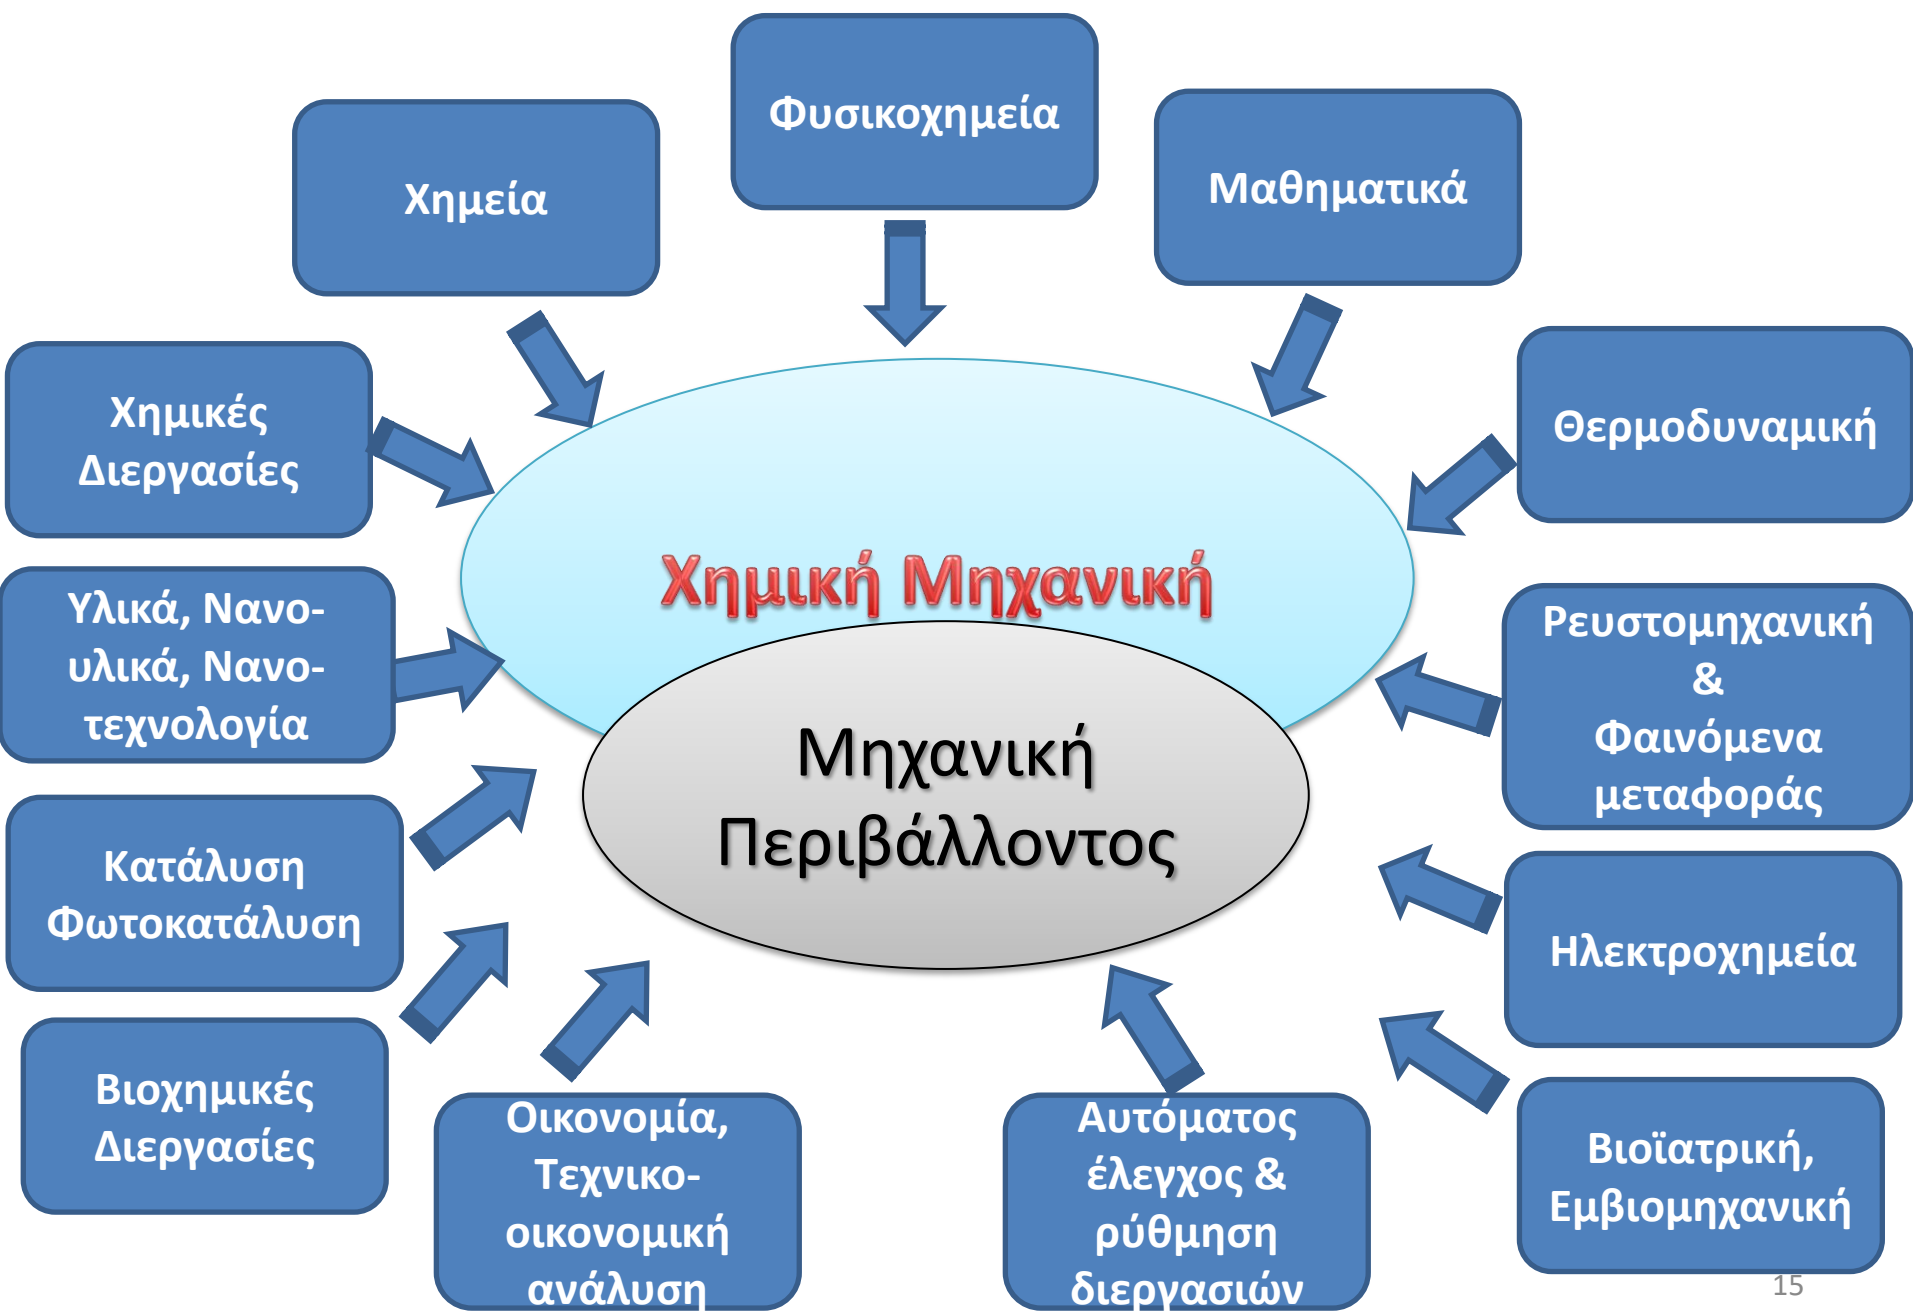 Φυσικοχημεία
Χημεία
Μαθηματικά
Χημικές
Διεργασίες
Θερμοδυναμική
Χημική Μηχανική
Υλικά, Νανο-
υλικά, Νανο-
τεχνολογία
Ρευστομηχανική
&
Φαινόμενα
μεταφοράς
Μηχανική
Περιβάλλοντος
Κατάλυση
Φωτοκατάλυση
Ηλεκτροχημεία
Βιοχημικές
Διεργασίες
Οικονομία,
Τεχνικο-
οικονομική
ανάλυση
Αυτόματος
έλεγχος &
ρύθμηση
διεργασιών
Βιοϊατρική,
Εμβιομηχανική
15